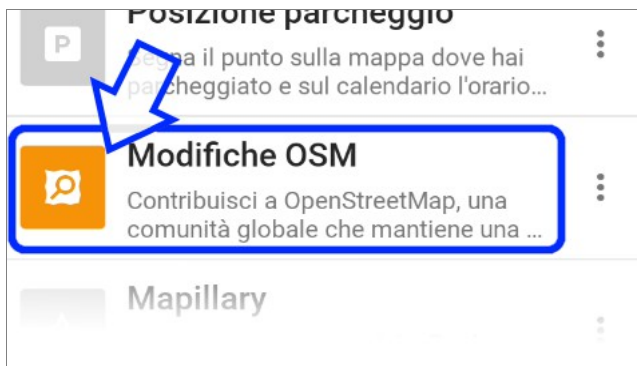 Posizione parcheggio
P
Segna il punto sulla mappa dove hai
parcheggiato e sul calendario l'orario...
Modifiche OSM
Contribuisci a OpenStreetMap, una
comunità globale che mantiene una ...
Mapillary